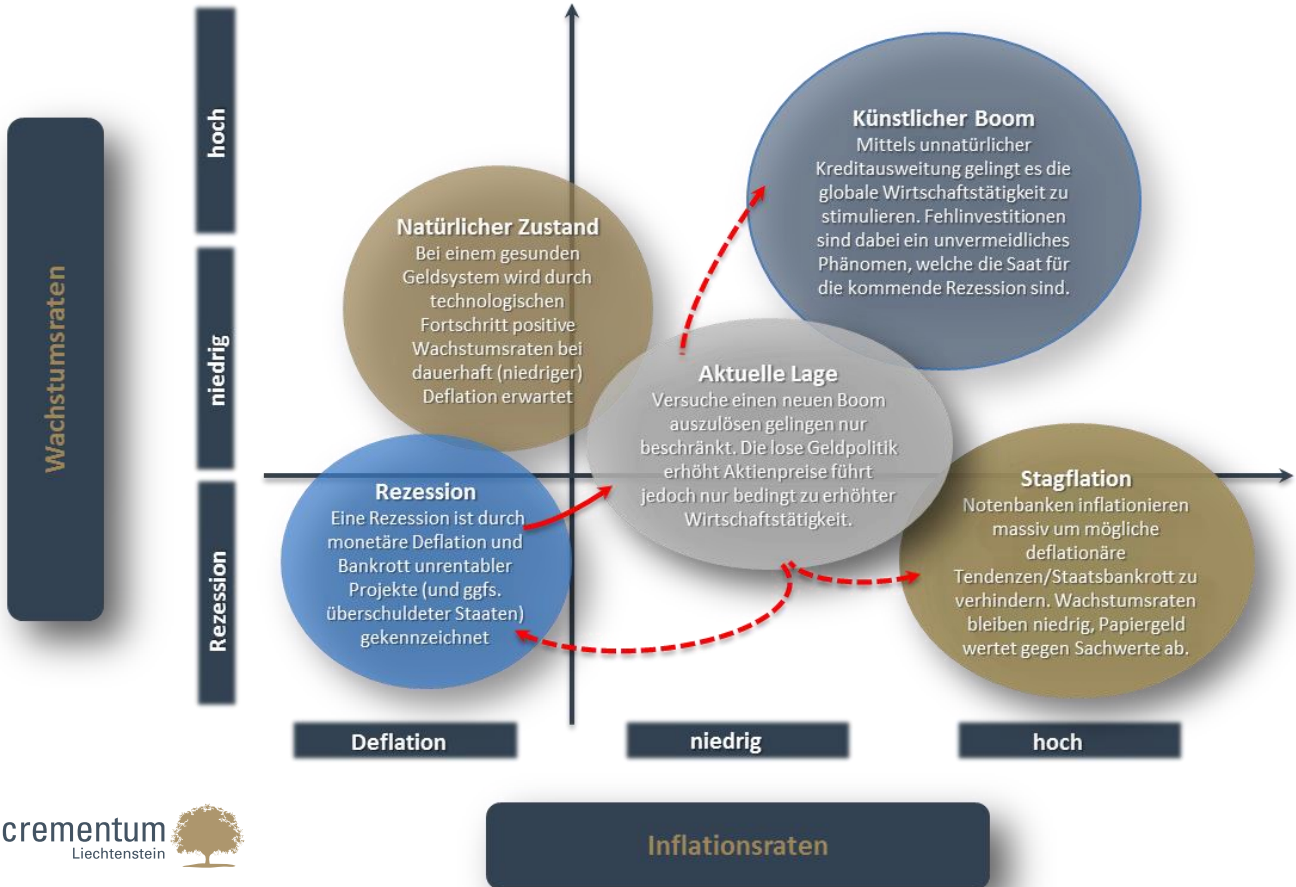 hoch
niedrig
Rezession
Wachstumsraten
Künstlicher Boom
Mittels unnatürlicher
Kreditausweitung gelingt es die
globale Wirtschaftstätigkeit zu
stimulieren. Fehlinvestitionen
sind dabei ein unvermeidliches
Phänomen, welche die Saat für
die kommende Rezession sind.
Natürlicher Zustand
Bei einem gesunden
Geldsystem wird durch
technologischen
Fortschritt positive
Wachstumsraten bei
dauerhaft (niedriger)
Deflation erwartet
Aktuelle Lage
Versuche einen neuen Boom
auszulösen gelingen nur
beschränkt. Die lose Geldpolitik
erhöht Aktienpreise führt
jedoch nur bedingt zu erhöhter
Wirtschaftstätigkeit.
Rezession
Eine Rezession ist durch
monetäre Deflation und
Bankrott unrentabler
Projekte (und ggfs.
überschuldeter Staaten)
gekennzeichnet
Stagflation
Notenbanken inflationieren
massiv um mögliche
deflationäre
Tendenzen/Staatsbankrott zu
verhindern. Wachstumsraten
bleiben niedrig, Papiergeld
wertet gegen Sachwerte ab.
Deflation
niedrig
hoch
Inflationsraten
crementum
Liechtenstein